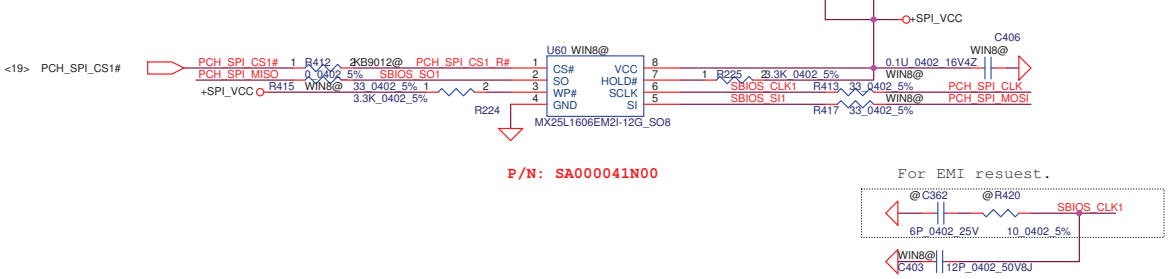 +SPI_VCC
C406
U60 WIN8@
WIN8@
<19> PCH_SPI_CS1#
PCH_SPI_CS1# 1 R412 2 KB9012@ PCH_SPI_CS1_R# 1 CS# VCC 8 0.1U_0402_16V4Z
PCH_SPI_MISO 0_0402_5% SBIOS_SO1 2 SO HOLD# 7 1 R225 2 3.3K_0402_5% WIN8@
+SPI_VCC R415 WIN8@ 33_0402_5% 1 2 3 WP# SCLK 6 SBIOS_CLK1 R413 33_0402_5% PCH_SPI_CLK
3.3K_0402_5% 4 GND SI 5 SBIOS_SI1 WIN8@ PCH_SPI_MOSI
R224 R417 33_0402_5%
MX25L1606EM2I-12G_SO8
P/N: SA000041N00
For EMI resuest.
@ C362 @ R420
SBIOS_CLK1
6P_0402_25V 10_0402_5%
WIN8@
C403 12P_0402_50V8J